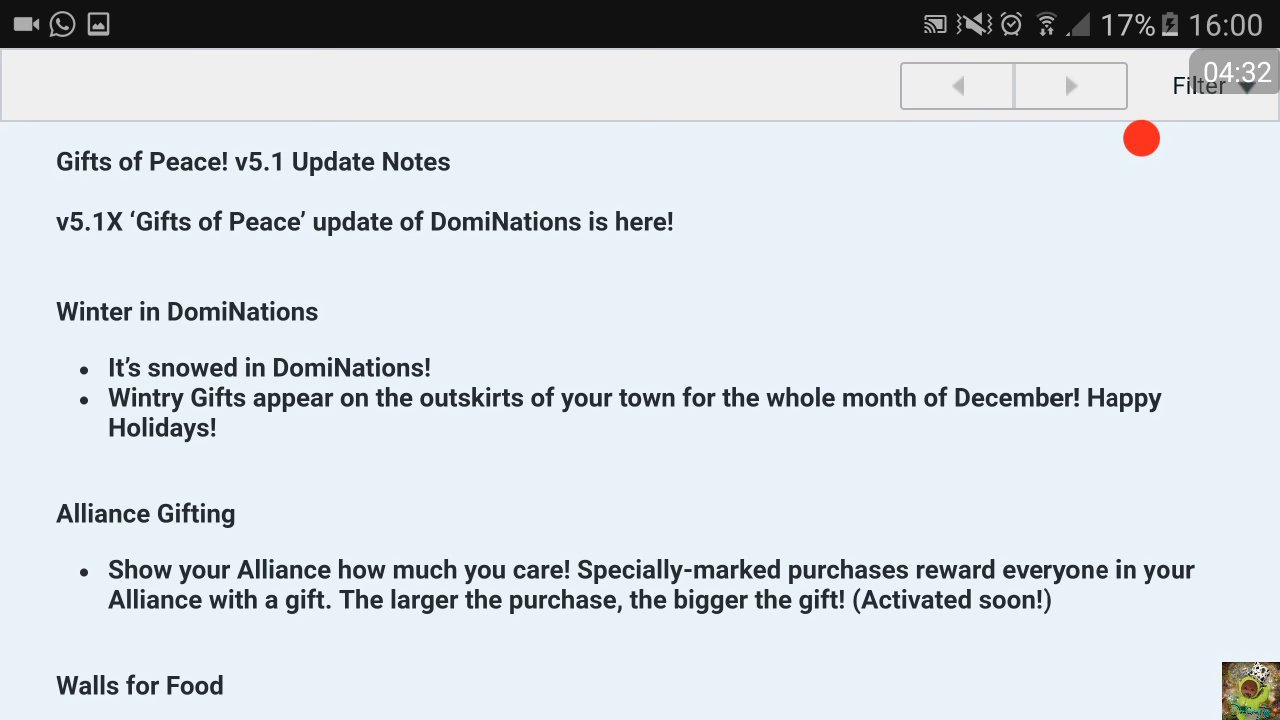 17% 16:00
04:32
Filter
Gifts of Peace! v5.1 Update Notes
v5.1X ‘Gifts of Peace’ update of DomiNations is here!
Winter in DomiNations
It’s snowed in DomiNations!
Wintry Gifts appear on the outskirts of your town for the whole month of December! Happy
Holidays!
Alliance Gifting
Show your Alliance how much you care! Specially-marked purchases reward everyone in your
Alliance with a gift. The larger the purchase, the bigger the gift! (Activated soon!)
Walls for Food